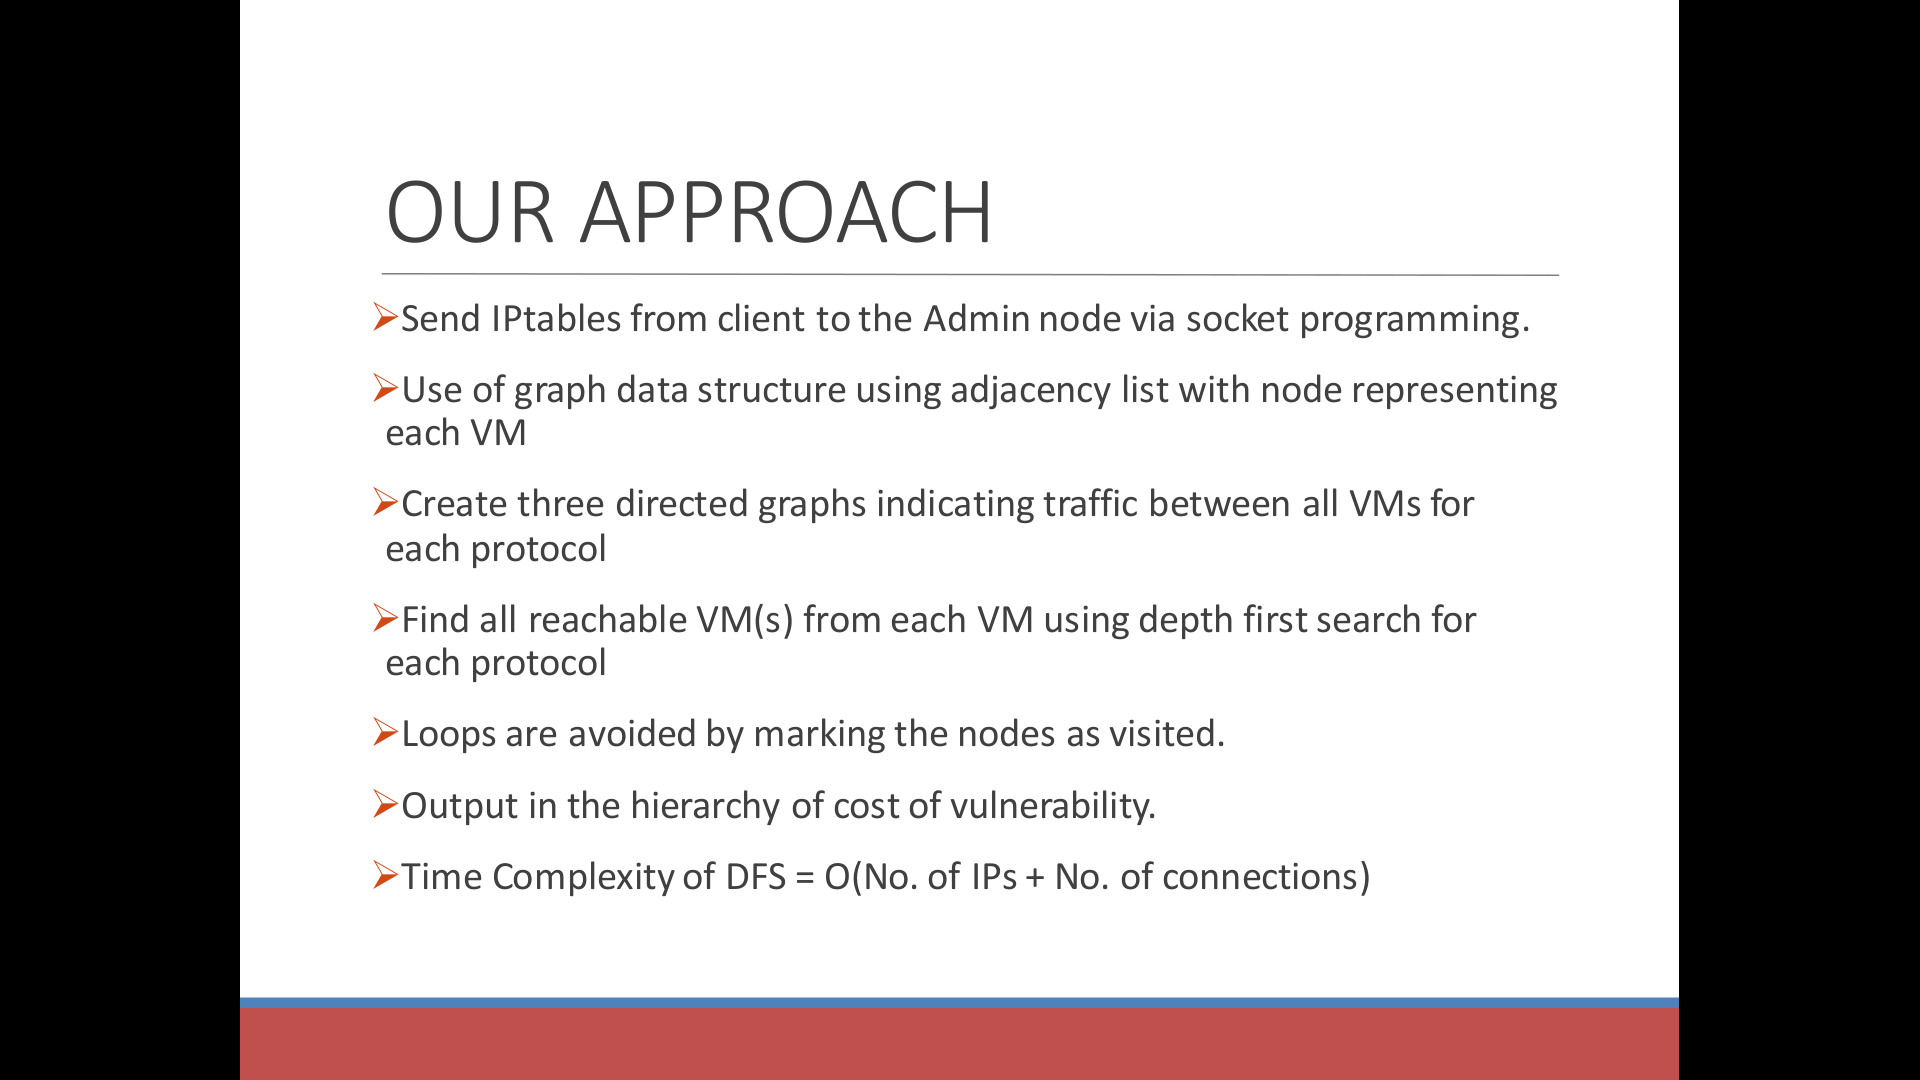 OUR APPROACH
Send IPtables from client to the Admin node via socket programming.
Use of graph data structure using adjacency list with node representing
each VM
Create three directed graphs indicating traffic between all VMs for
each protocol
Find all reachable VM(s) from each VM using depth first search for
each protocol
Loops are avoided by marking the nodes as visited.
Output in the hierarchy of cost of vulnerability.
Time Complexity of DFS = O(No. of IPs + No. of connections)